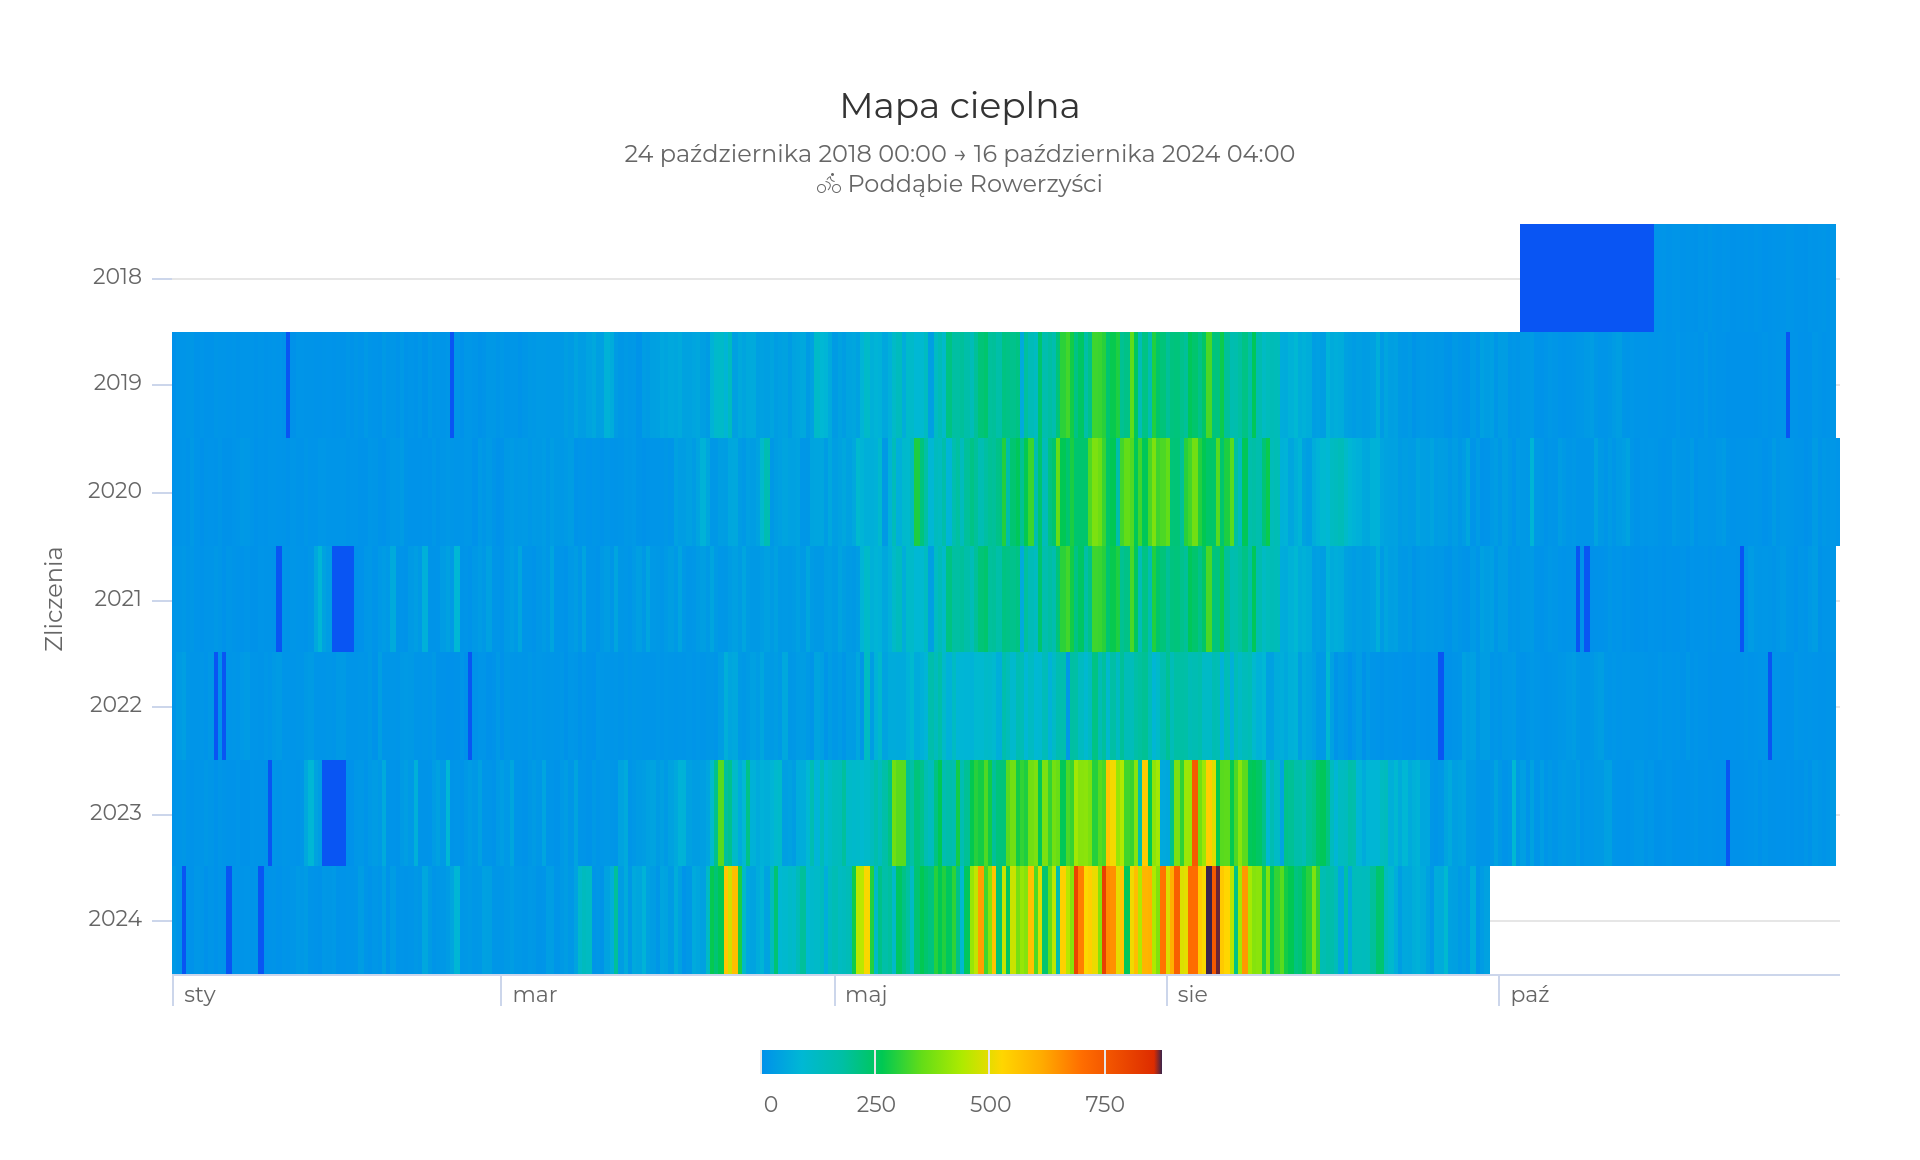 Mapa cieplna
24 października 2018 00:00 → 16 października 2024 04:00
Poddąbie Rowerzyści
Zliczenia
2018
2019
2020
2021
2022
2023
2024
sty mar maj sie paź
0 250 500 750